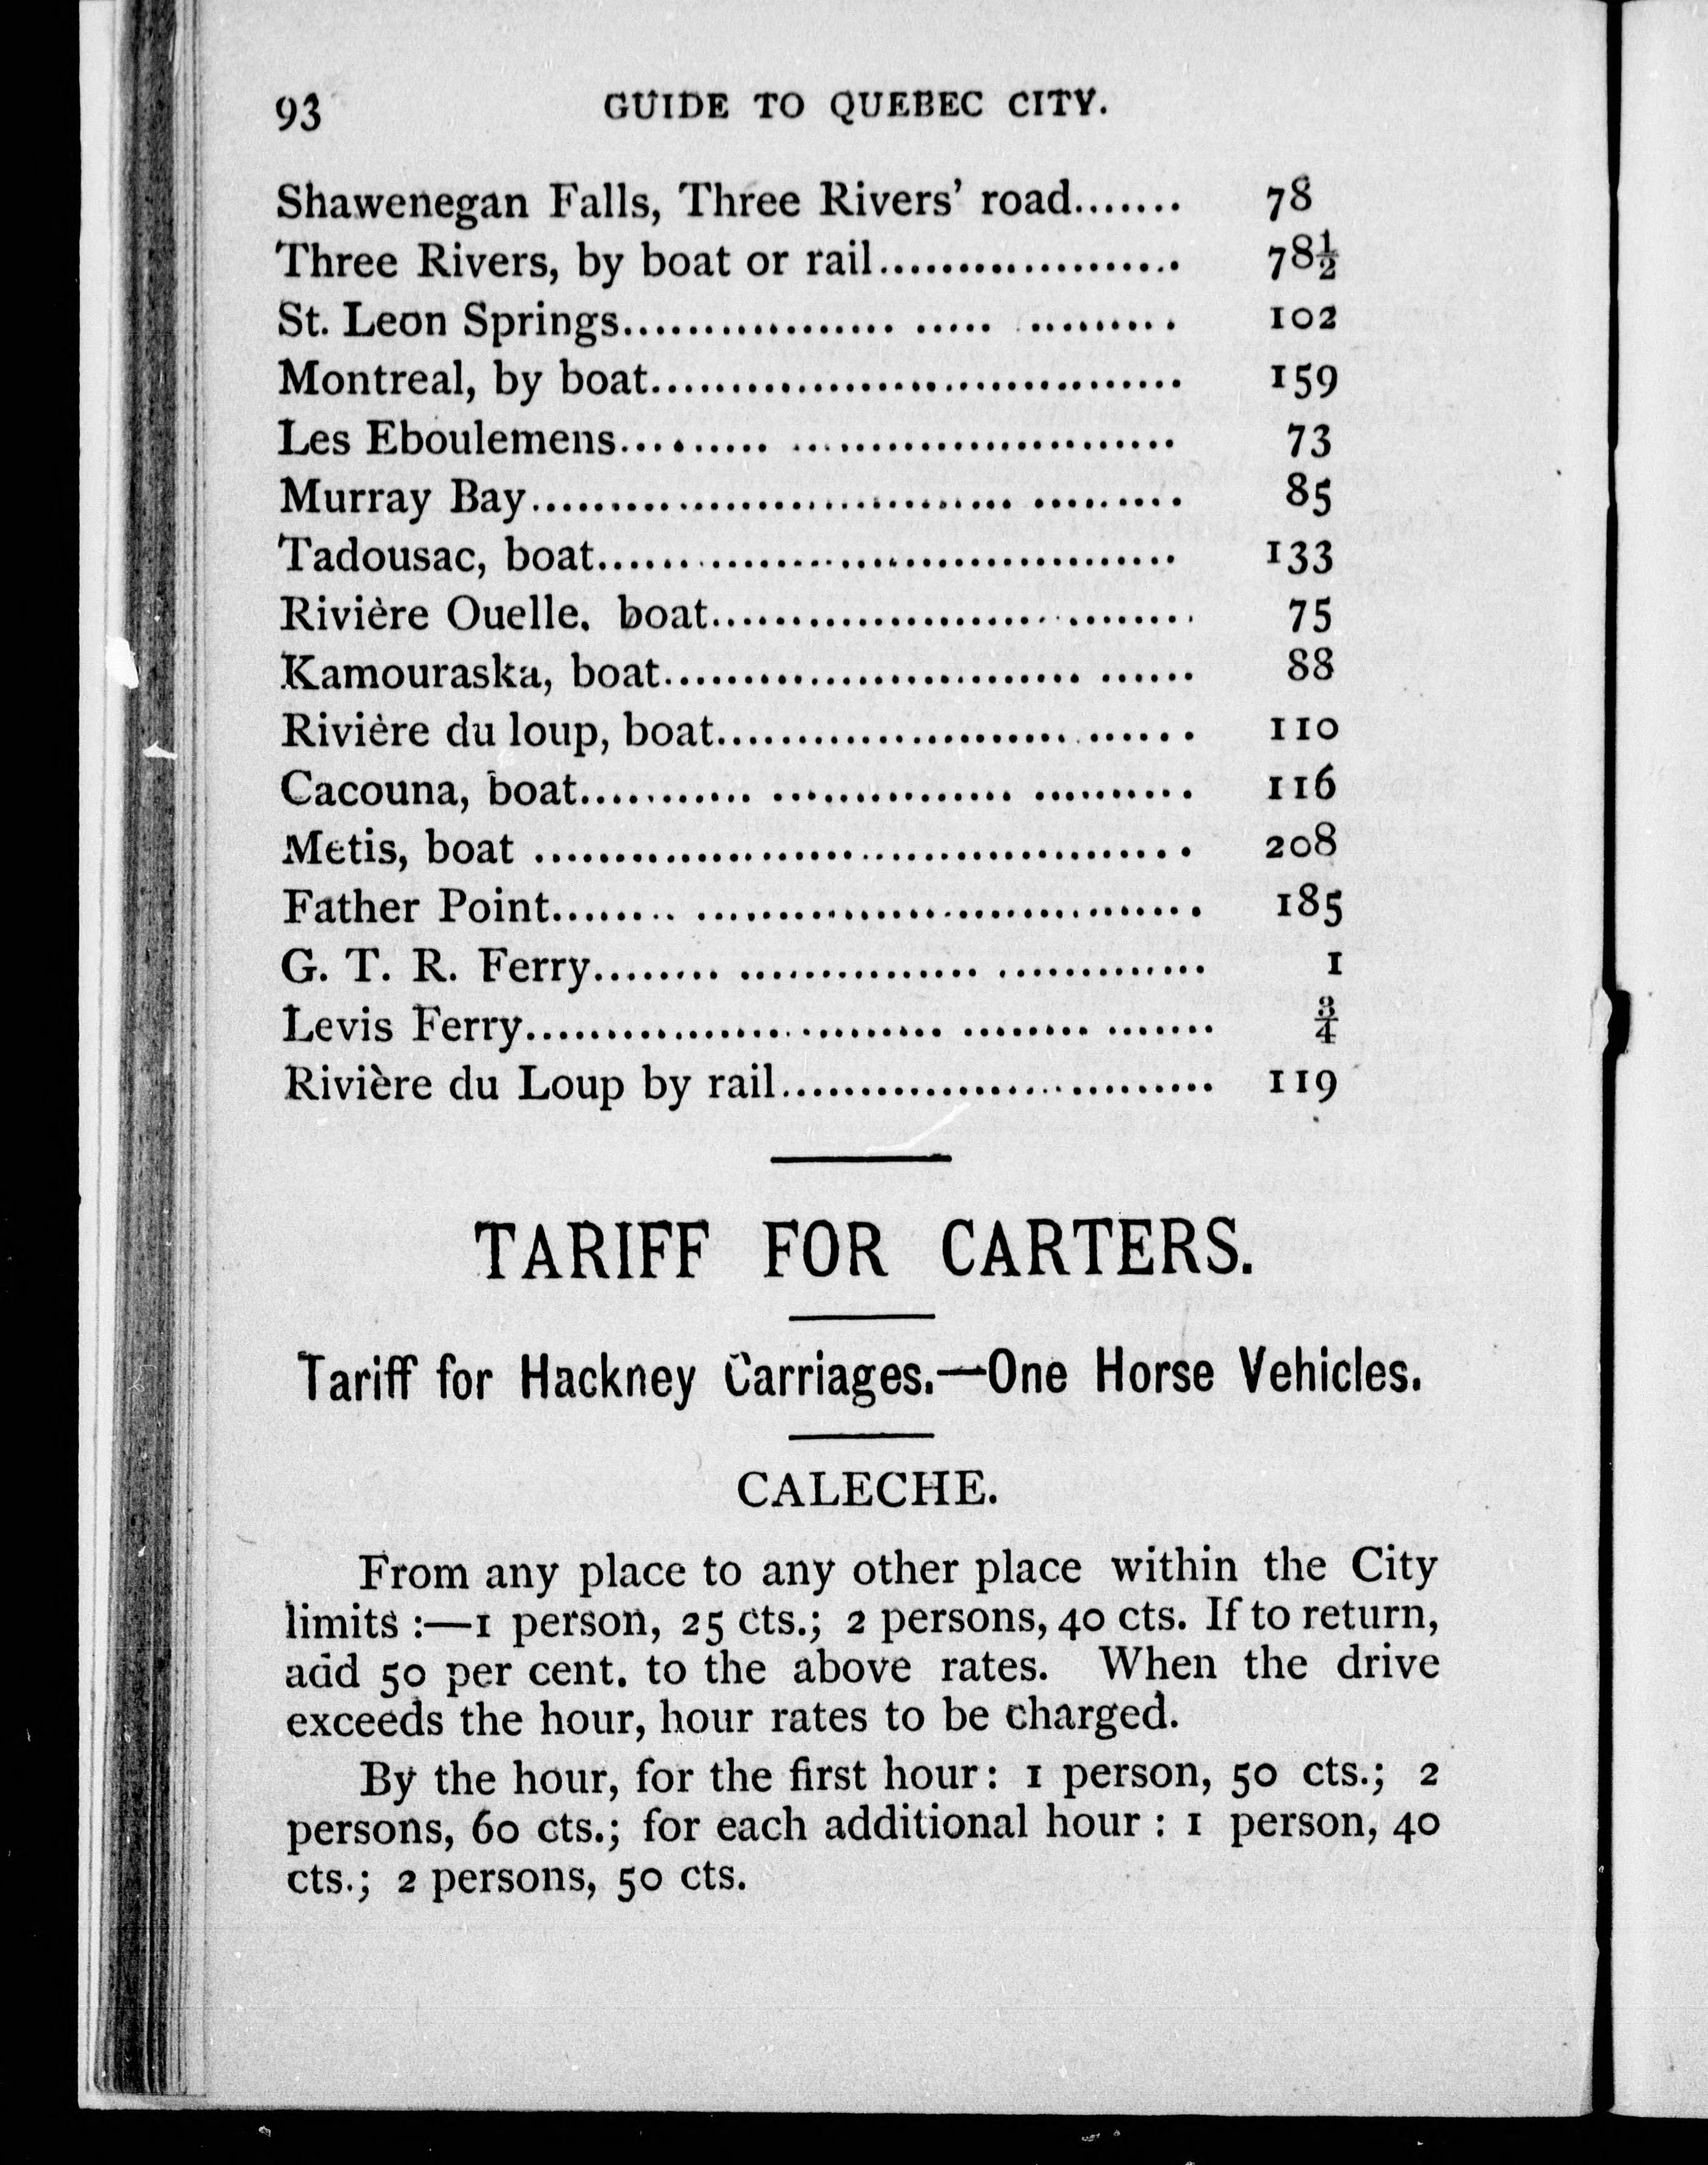 93 GUIDE TO QUEBEC CITY.
Shawenegan Falls, Three Rivers' road....... 78
Three Rivers, by boat or rail................... 78½
St. Leon Springs................. ..... ......... 102
Montreal, by boat.................................. 159
Les Eboulemens.......... ........................ 73
Murray Bay................................ ......... 85
Tadousac, boat..................................... 133
Rivière Ouelle. boat............................... 75
Kamouraska, boat........................... ...... 88
Rivière du loup, boat.............................. 110
Cacouna, boat........... ............... .......... 116
Metis, boat .......................................... 208
Father Point........ ................................ 185
G. T. R. Ferry........ ............... ............. 1
Levis Ferry........................... ........ ....... ¾
Rivière du Loup by rail........................... 119
TARIFF FOR CARTERS.
Tariff for Hackney Carriages.—One Horse Vehicles.
CALECHE.
From any place to any other place within the City
limits :—1 person, 25 cts.; 2 persons, 40 cts. If to return,
add 50 per cent. to the above rates. When the drive
exceeds the hour, hour rates to be charged.
By the hour, for the first hour: 1 person, 50 cts.; 2
persons, 60 cts.; for each additional hour : 1 person, 40
cts.; 2 persons, 50 cts.